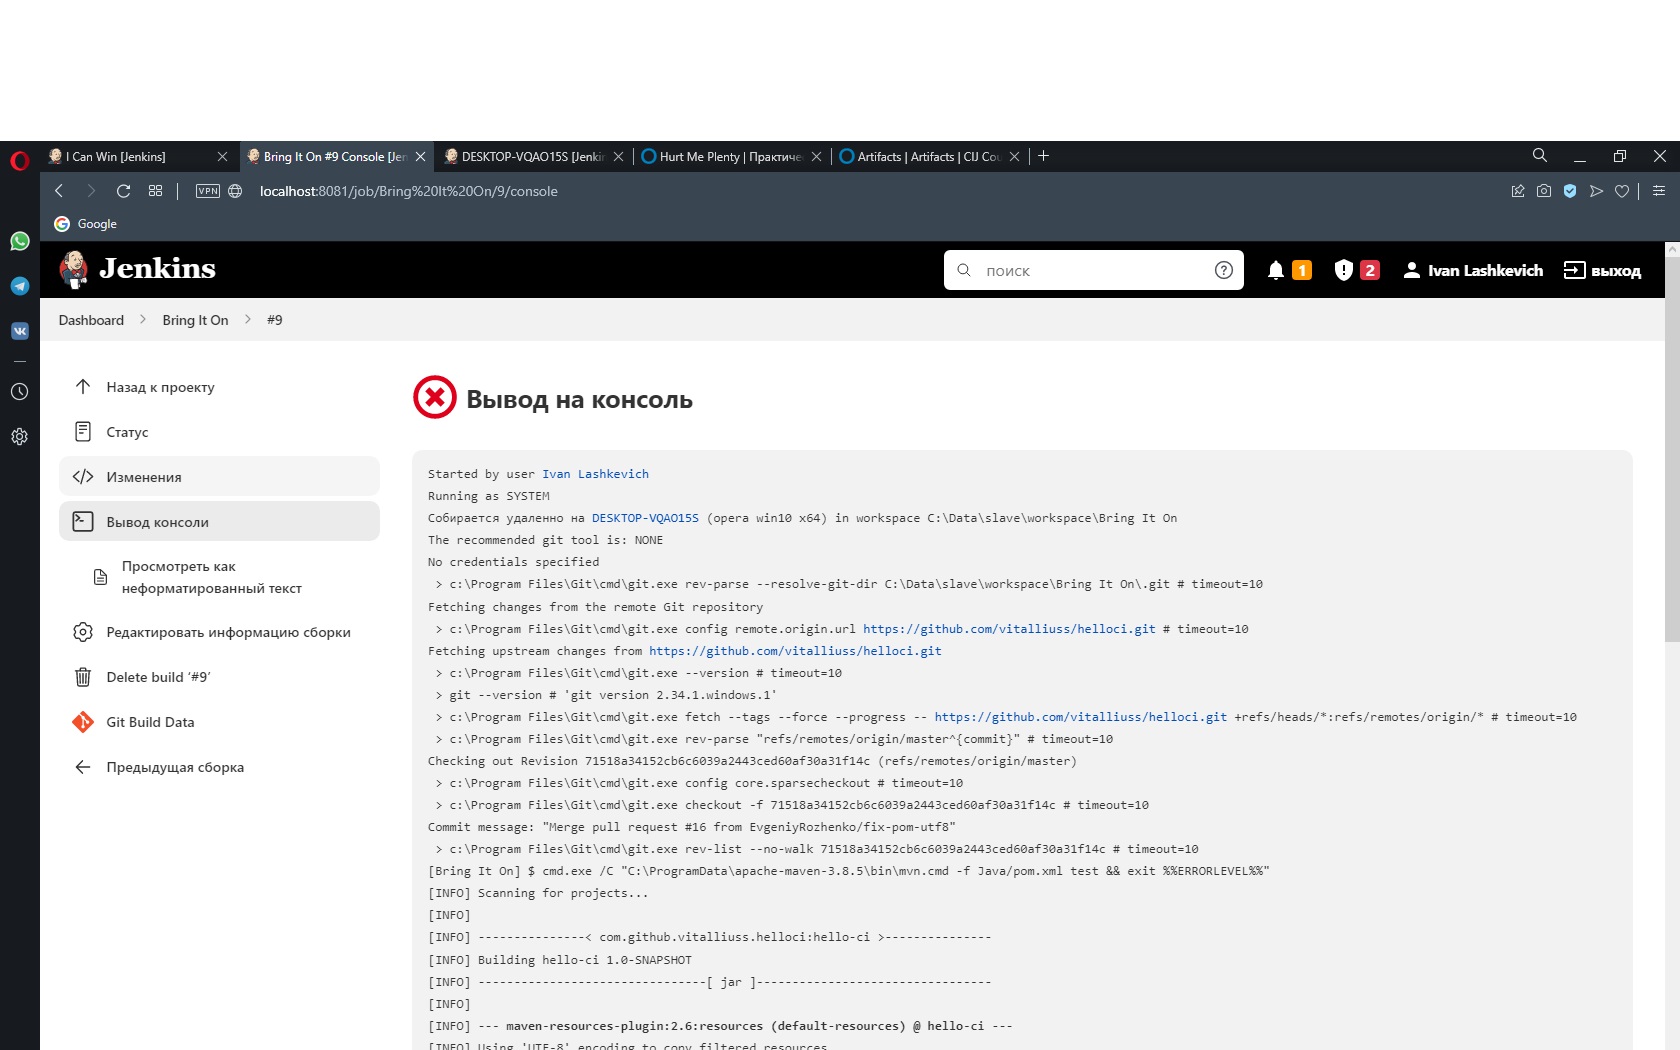 I Can Win [Jenkins]
Bring It On #9 Console [Jen
DESKTOP-VQAO15S [Jenki
Hurt Me Plenty | Практиче
Artifacts | Artifacts | CIJ Cou
VPN
localhost:8081/job/Bring%20It%20On/9/console
Google
Jenkins
поиск
1
2
Ivan Lashkevich
выход
Dashboard
Bring It On
#9
Назад к проекту
Статус
Изменения
Вывод консоли
Просмотреть как
неформатированный текст
Редактировать информацию сборки
Delete build ‘#9’
Git Build Data
Предыдущая сборка
Вывод на консоль
Started by user Ivan Lashkevich
Running as SYSTEM
Собирается удаленно на DESKTOP-VQAO15S (opera win10 x64) in workspace C:\Data\slave\workspace\Bring It On
The recommended git tool is: NONE
No credentials specified
> c:\Program Files\Git\cmd\git.exe rev-parse --resolve-git-dir C:\Data\slave\workspace\Bring It On\.git # timeout=10
Fetching changes from the remote Git repository
> c:\Program Files\Git\cmd\git.exe config remote.origin.url https://github.com/vitalliuss/helloci.git # timeout=10
Fetching upstream changes from https://github.com/vitalliuss/helloci.git
> c:\Program Files\Git\cmd\git.exe --version # timeout=10
> git --version # 'git version 2.34.1.windows.1'
> c:\Program Files\Git\cmd\git.exe fetch --tags --force --progress -- https://github.com/vitalliuss/helloci.git +refs/heads/*:refs/remotes/origin/* # timeout=10
> c:\Program Files\Git\cmd\git.exe rev-parse "refs/remotes/origin/master^{commit}" # timeout=10
Checking out Revision 71518a34152cb6c6039a2443ced60af30a31f14c (refs/remotes/origin/master)
> c:\Program Files\Git\cmd\git.exe config core.sparsecheckout # timeout=10
> c:\Program Files\Git\cmd\git.exe checkout -f 71518a34152cb6c6039a2443ced60af30a31f14c # timeout=10
Commit message: "Merge pull request #16 from EvgeniyRozhenko/fix-pom-utf8"
> c:\Program Files\Git\cmd\git.exe rev-list --no-walk 71518a34152cb6c6039a2443ced60af30a31f14c # timeout=10
[Bring It On] $ cmd.exe /C "C:\ProgramData\apache-maven-3.8.5\bin\mvn.cmd -f Java/pom.xml test && exit %%ERRORLEVEL%%"
[INFO] Scanning for projects...
[INFO]
[INFO] ---------------< com.github.vitalliuss.helloci:hello-ci >---------------
[INFO] Building hello-ci 1.0-SNAPSHOT
[INFO] --------------------------------[ jar ]---------------------------------
[INFO]
[INFO] --- maven-resources-plugin:2.6:resources (default-resources) @ hello-ci ---
[INFO] Using 'UTF-8' encoding to copy filtered resources.